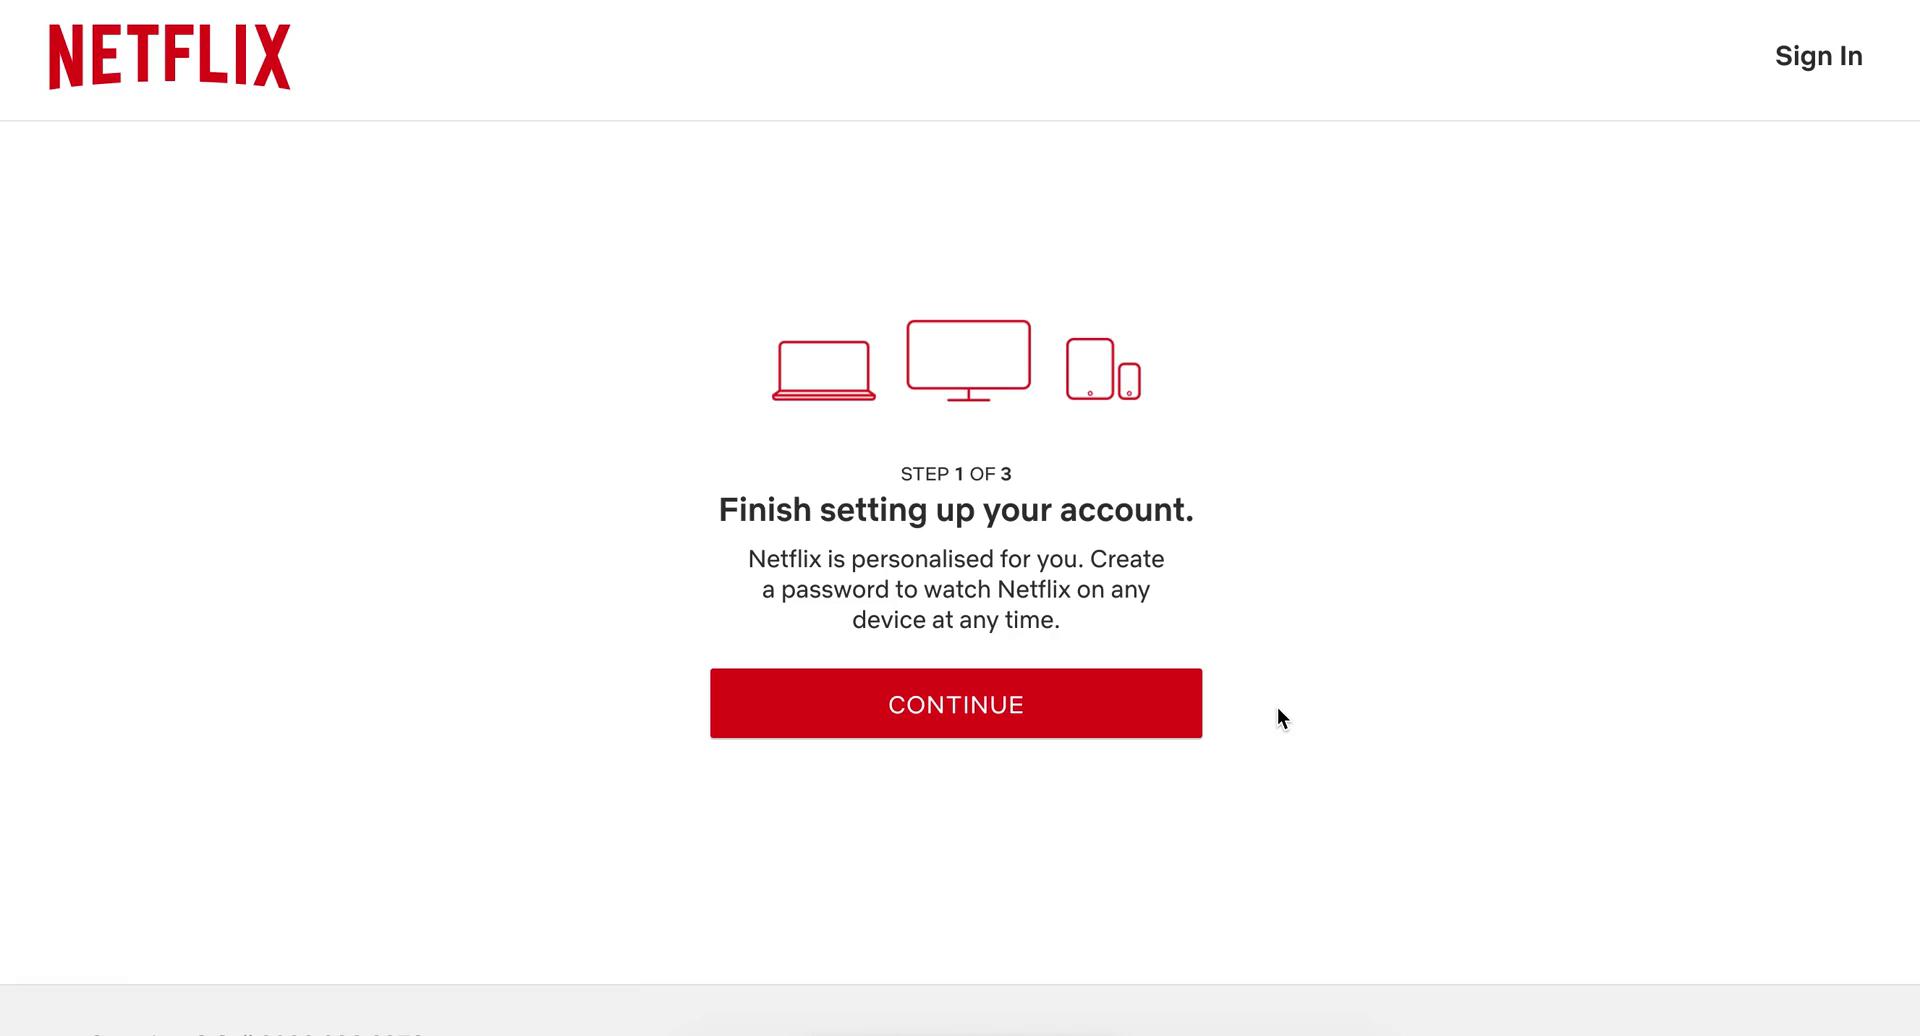 NETFLIX
Sign In
STEP 1 OF 3
Finish setting up your account.
Netflix is personalised for you. Create
a password to watch Netflix on any
device at any time.
CONTINUE